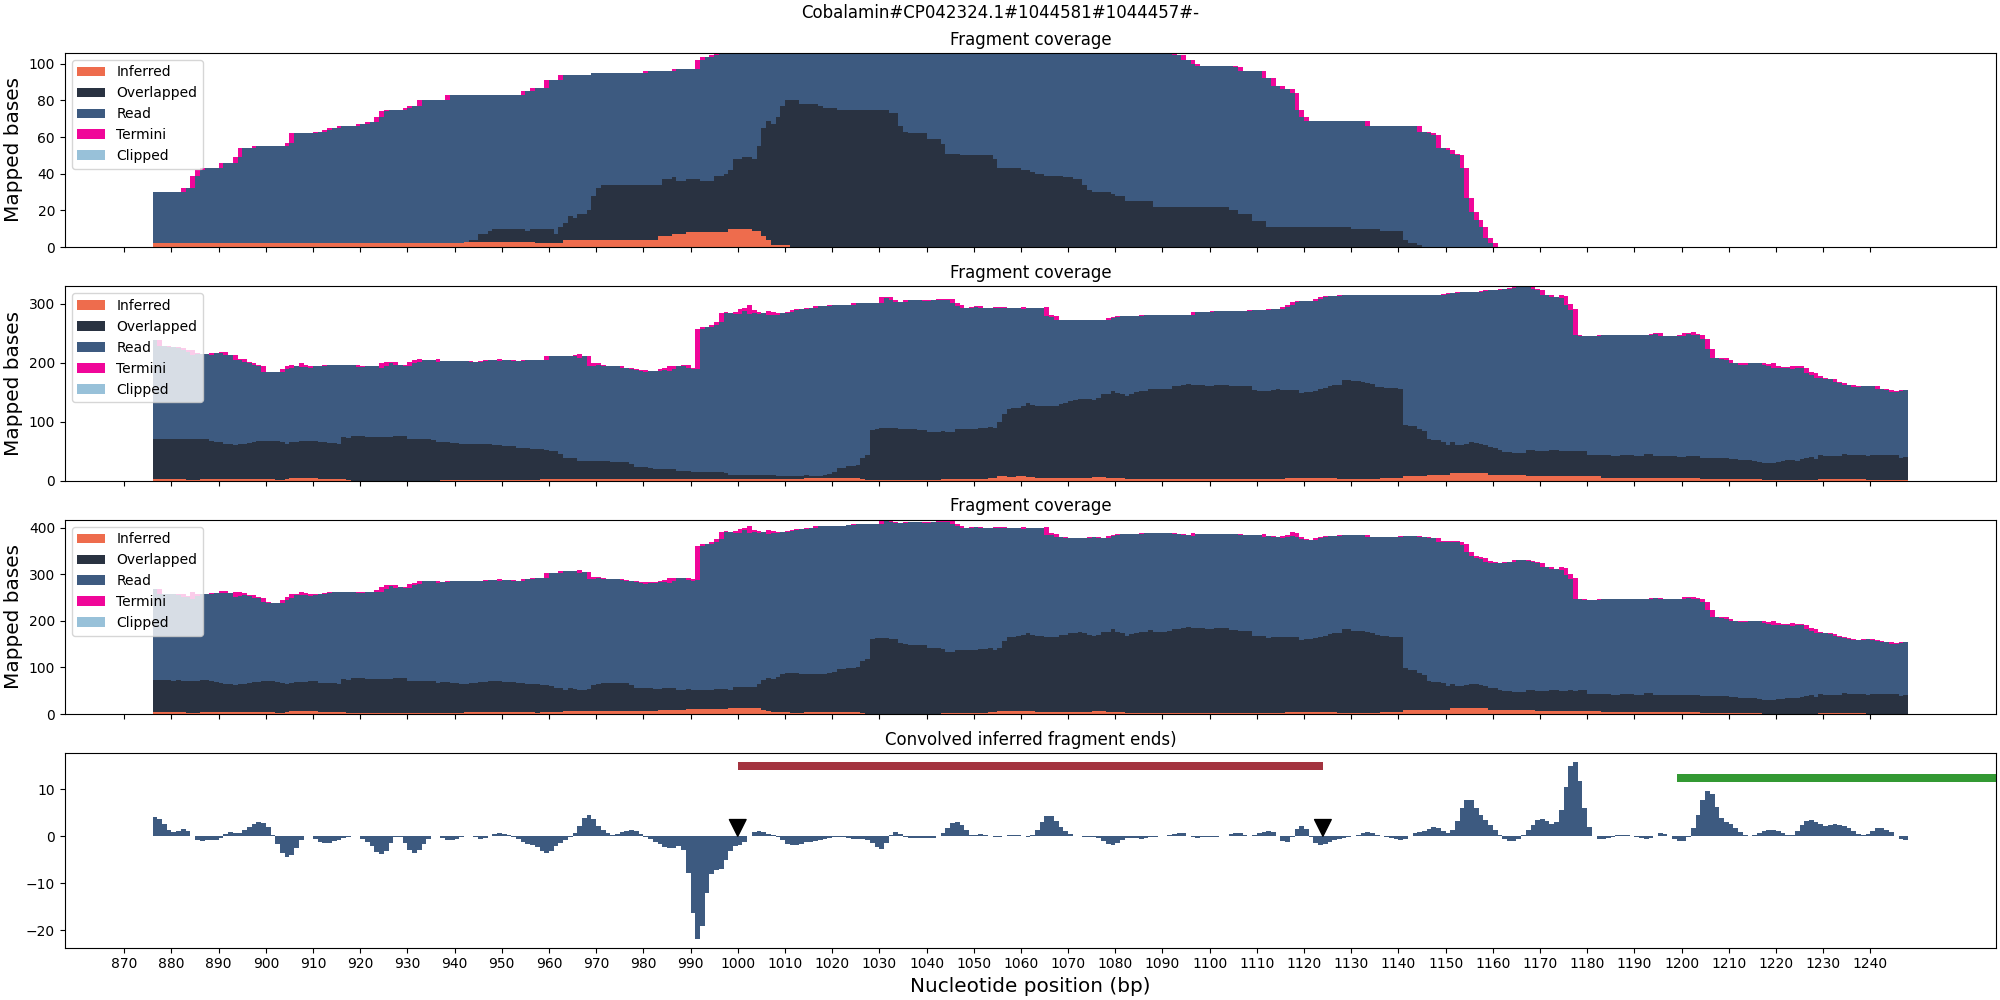 Cobalamin#CP042324.1#1044581#1044457#-
Fragment coverage
Mapped bases
100
80
60
40
20
0
Inferred
Overlapped
Read
Termini
Clipped
Fragment coverage
Mapped bases
300
200
100
0
Inferred
Overlapped
Read
Termini
Clipped
Fragment coverage
Mapped bases
400
300
200
100
0
Inferred
Overlapped
Read
Termini
Clipped
Convolved inferred fragment ends)
10
0
−10
−20
870 880 890 900 910 920 930 940 950 960 970 980 990 1000 1010 1020 1030 1040 1050 1060 1070 1080 1090 1100 1110 1120 1130 1140 1150 1160 1170 1180 1190 1200 1210 1220 1230 1240
Nucleotide position (bp)